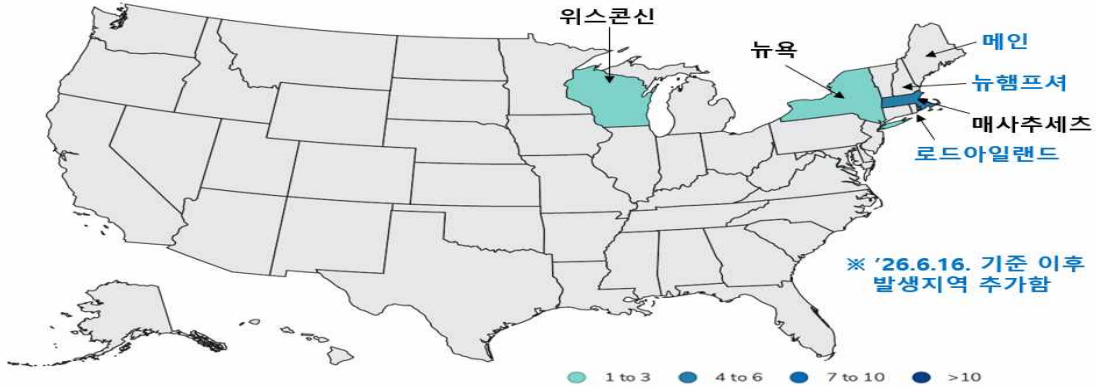 위스콘신
뉴욕
메인
뉴햄프셔
매사추세츠
로드아일랜드
※ ’26.6.16. 기준 이후
발생지역 추가함
1 to 3
4 to 6
7 to 10
>10